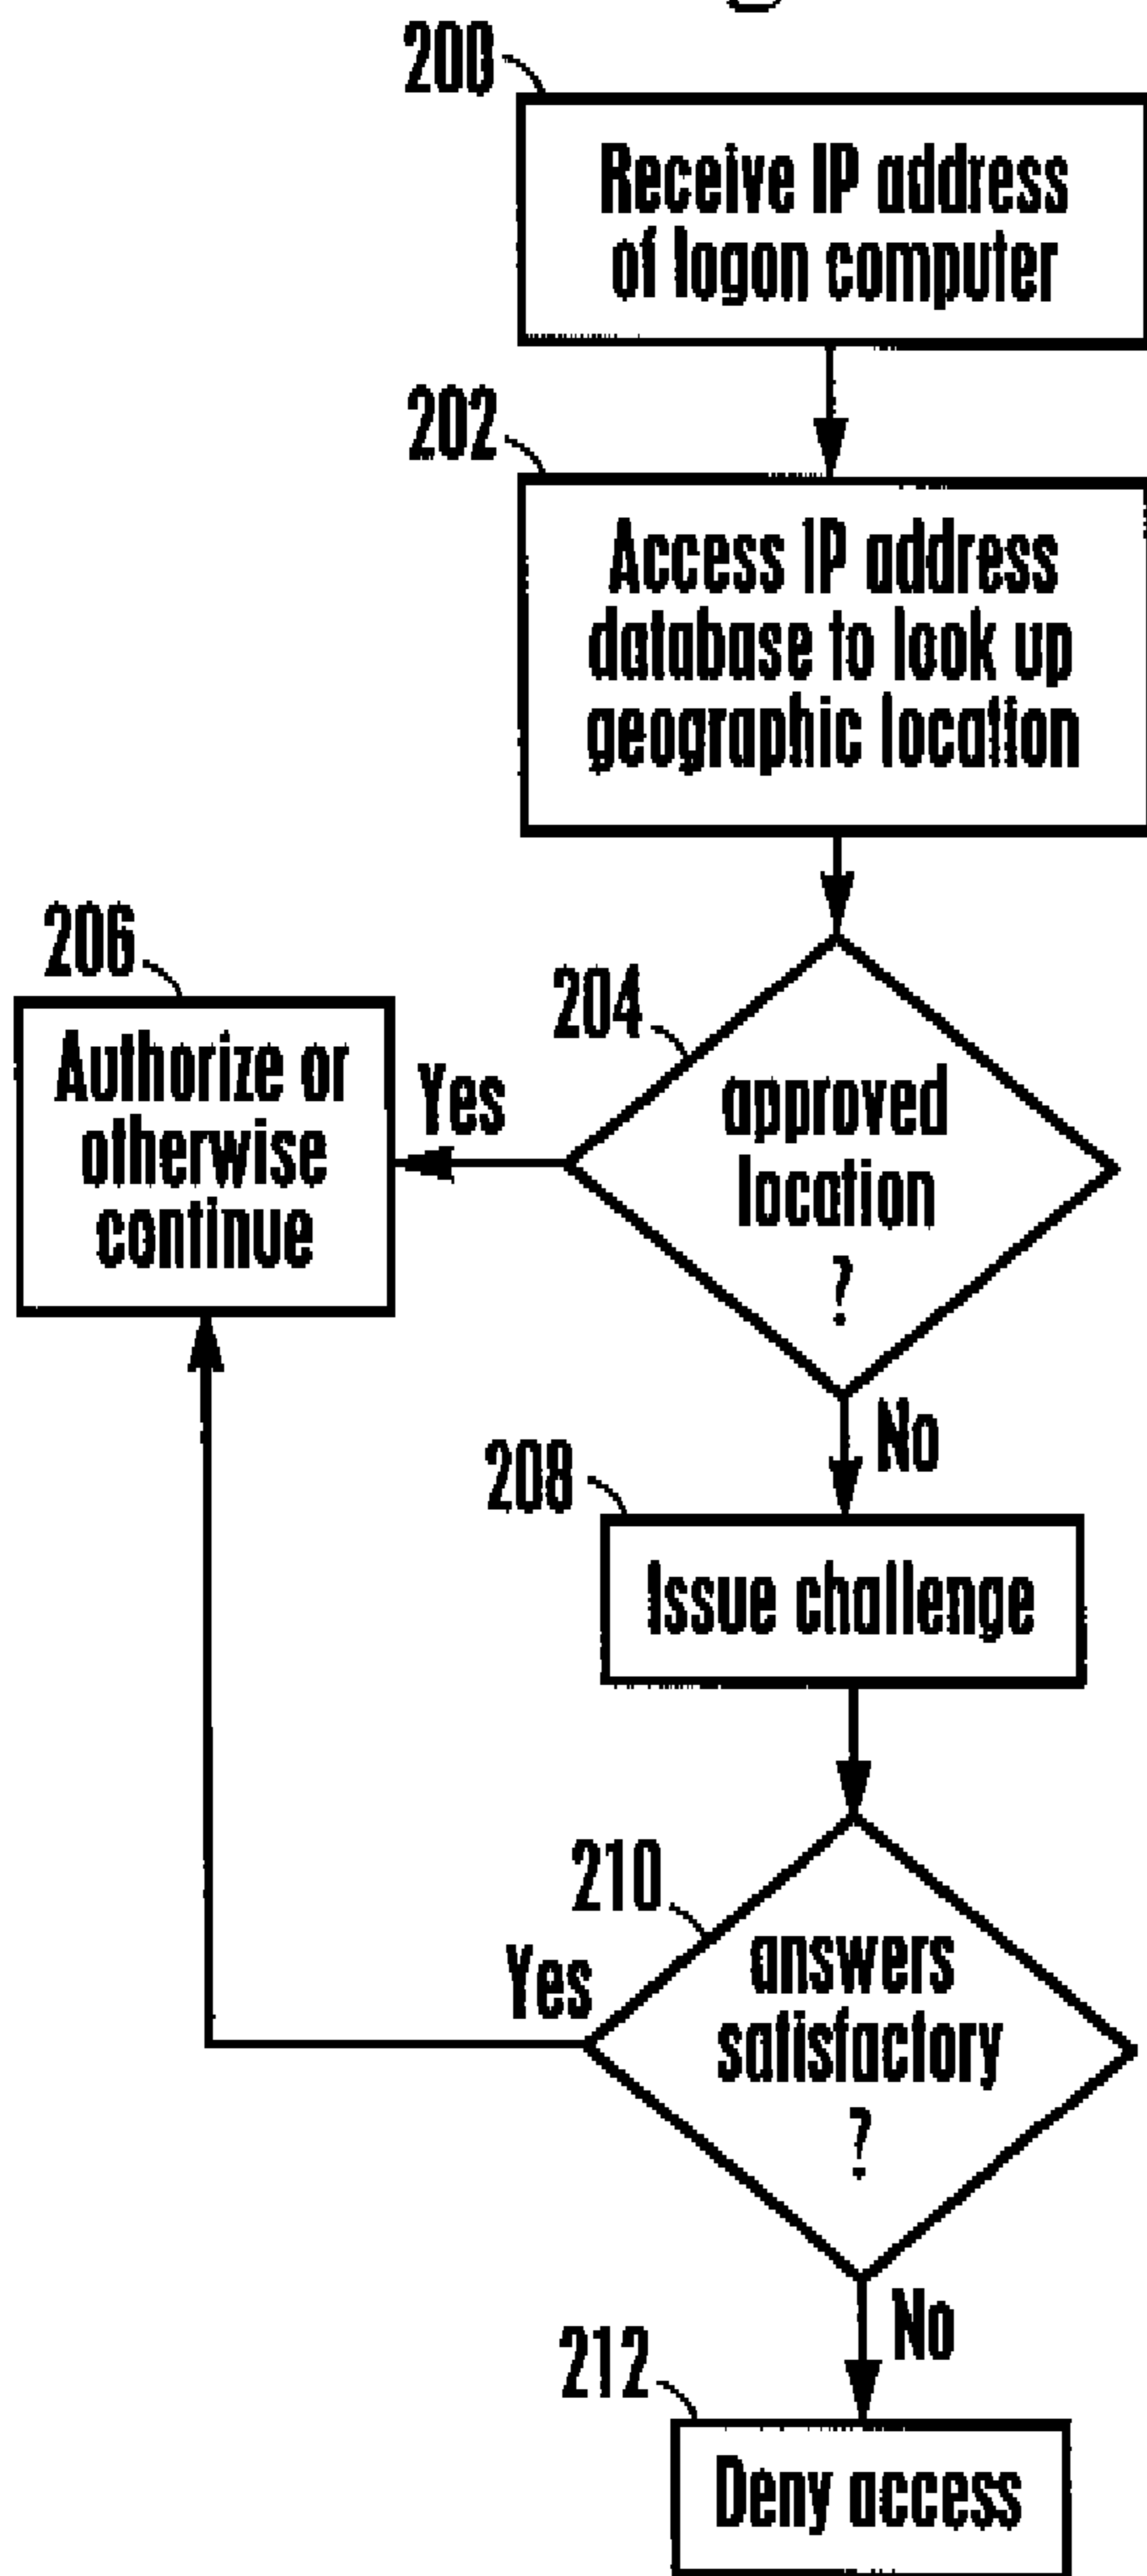 200
Receive IP address
of logon computer
202
Access IP address
database to look up
geographic location
206
Authorize or
otherwise
continue
Yes
204
approved
location
?
No
208
Issue challenge
210
Yes
answers
satisfactory
?
No
212
Deny access